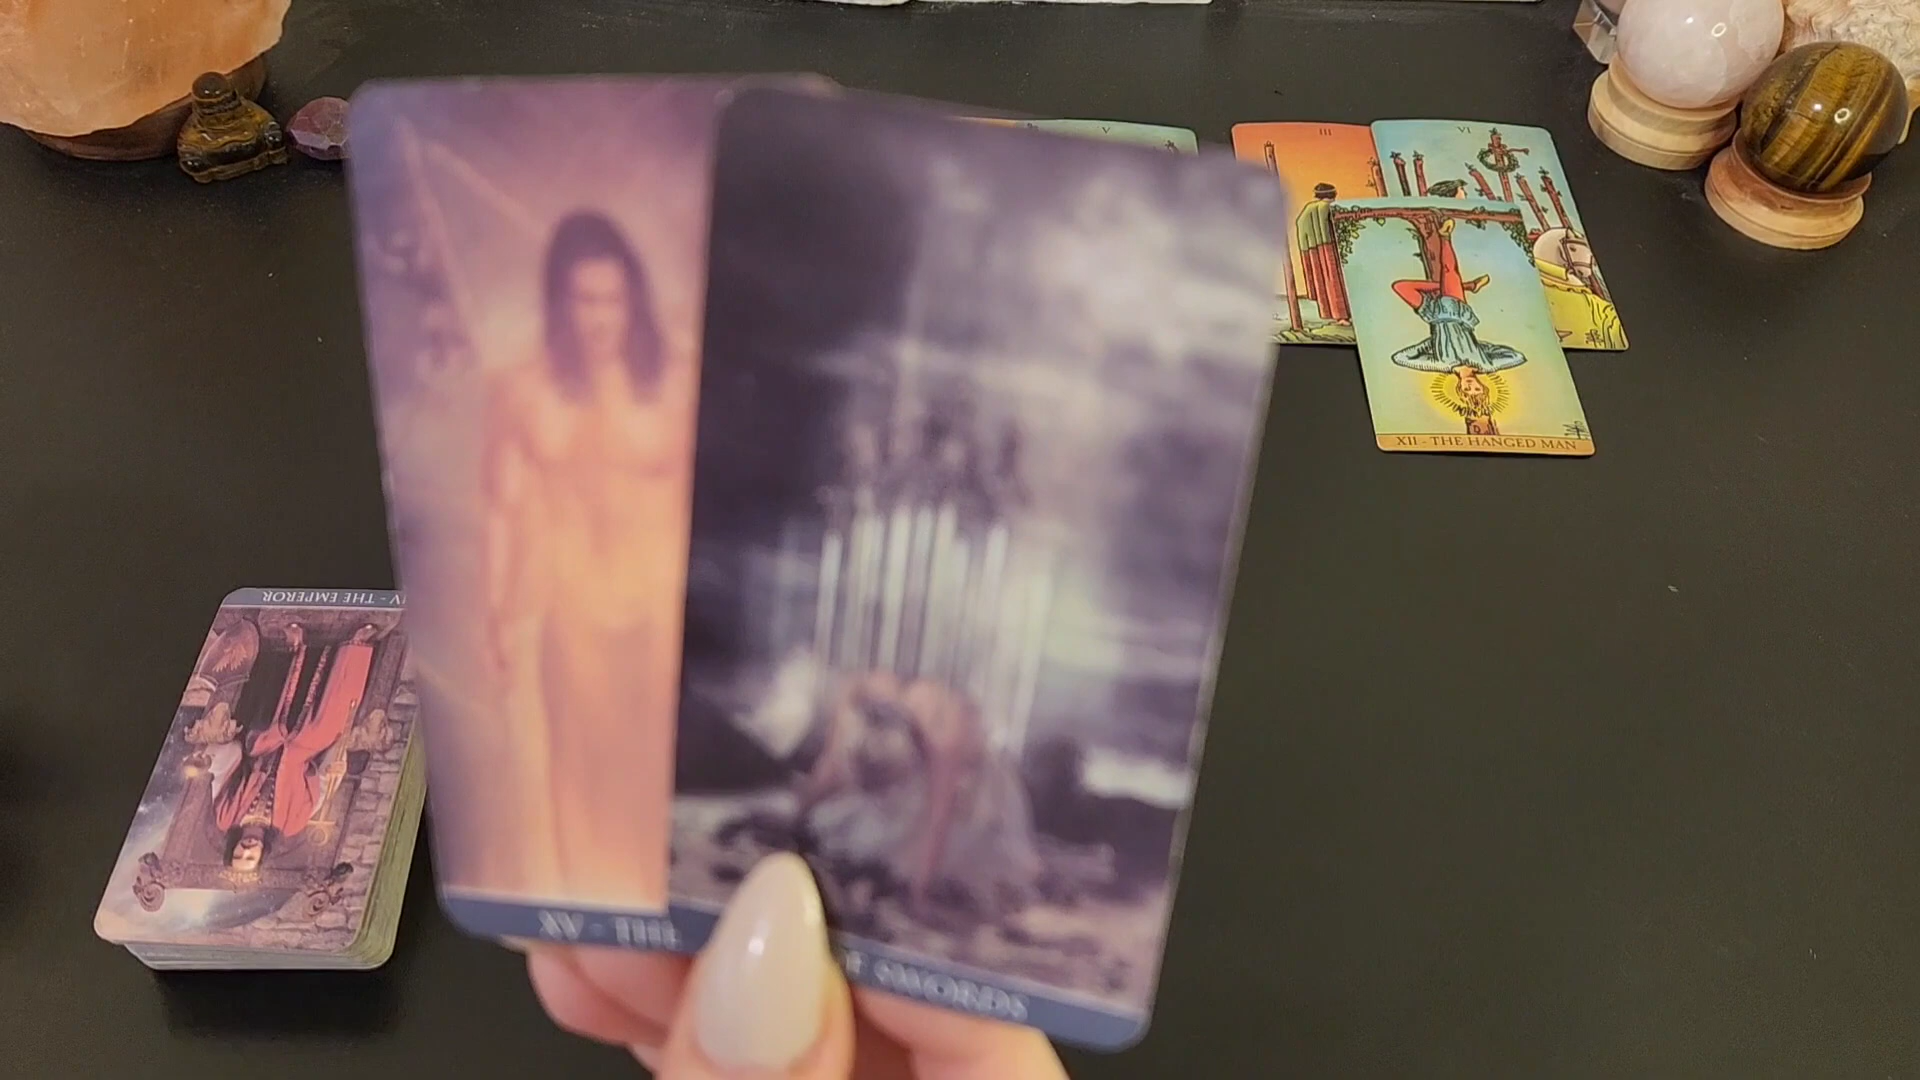 V
III
VI
XII - THE HANGED MAN
IV - THE EMPEROR
XV - THE
SWORDS